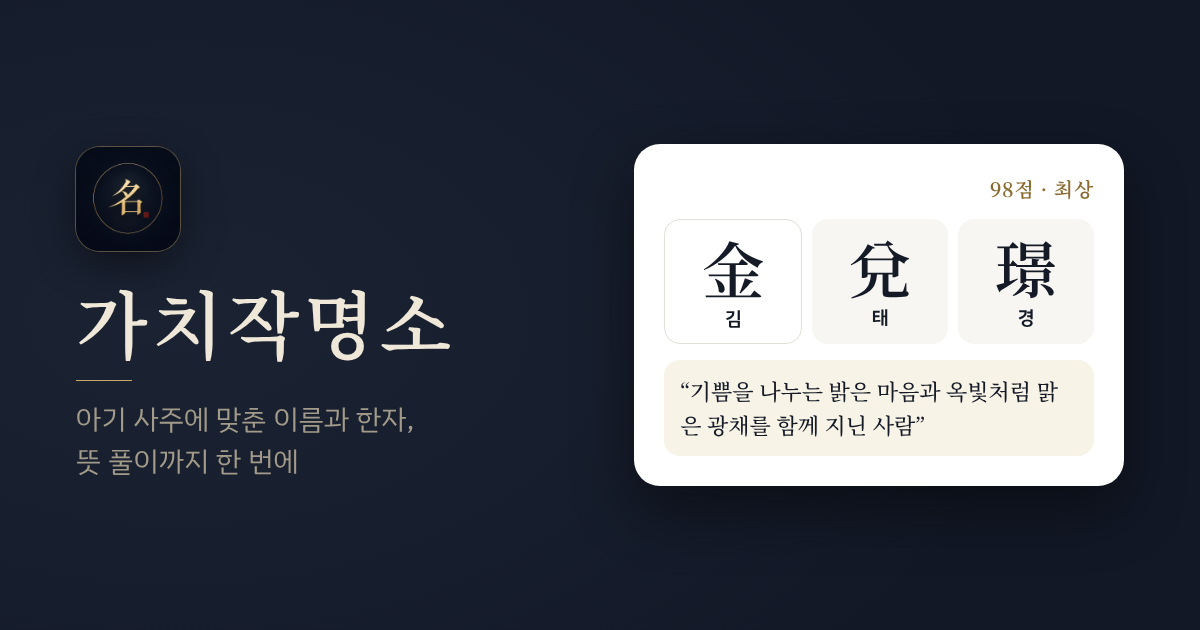 名
가치작명소
아기 사주에 맞춘 이름과 한자,
뜻 풀이까지 한 번에
98점 · 최상
金 兌 璟
김 태 경
“기쁨을 나누는 밝은 마음과 옥빛처럼 맑
은 광채를 함께 지닌 사람”